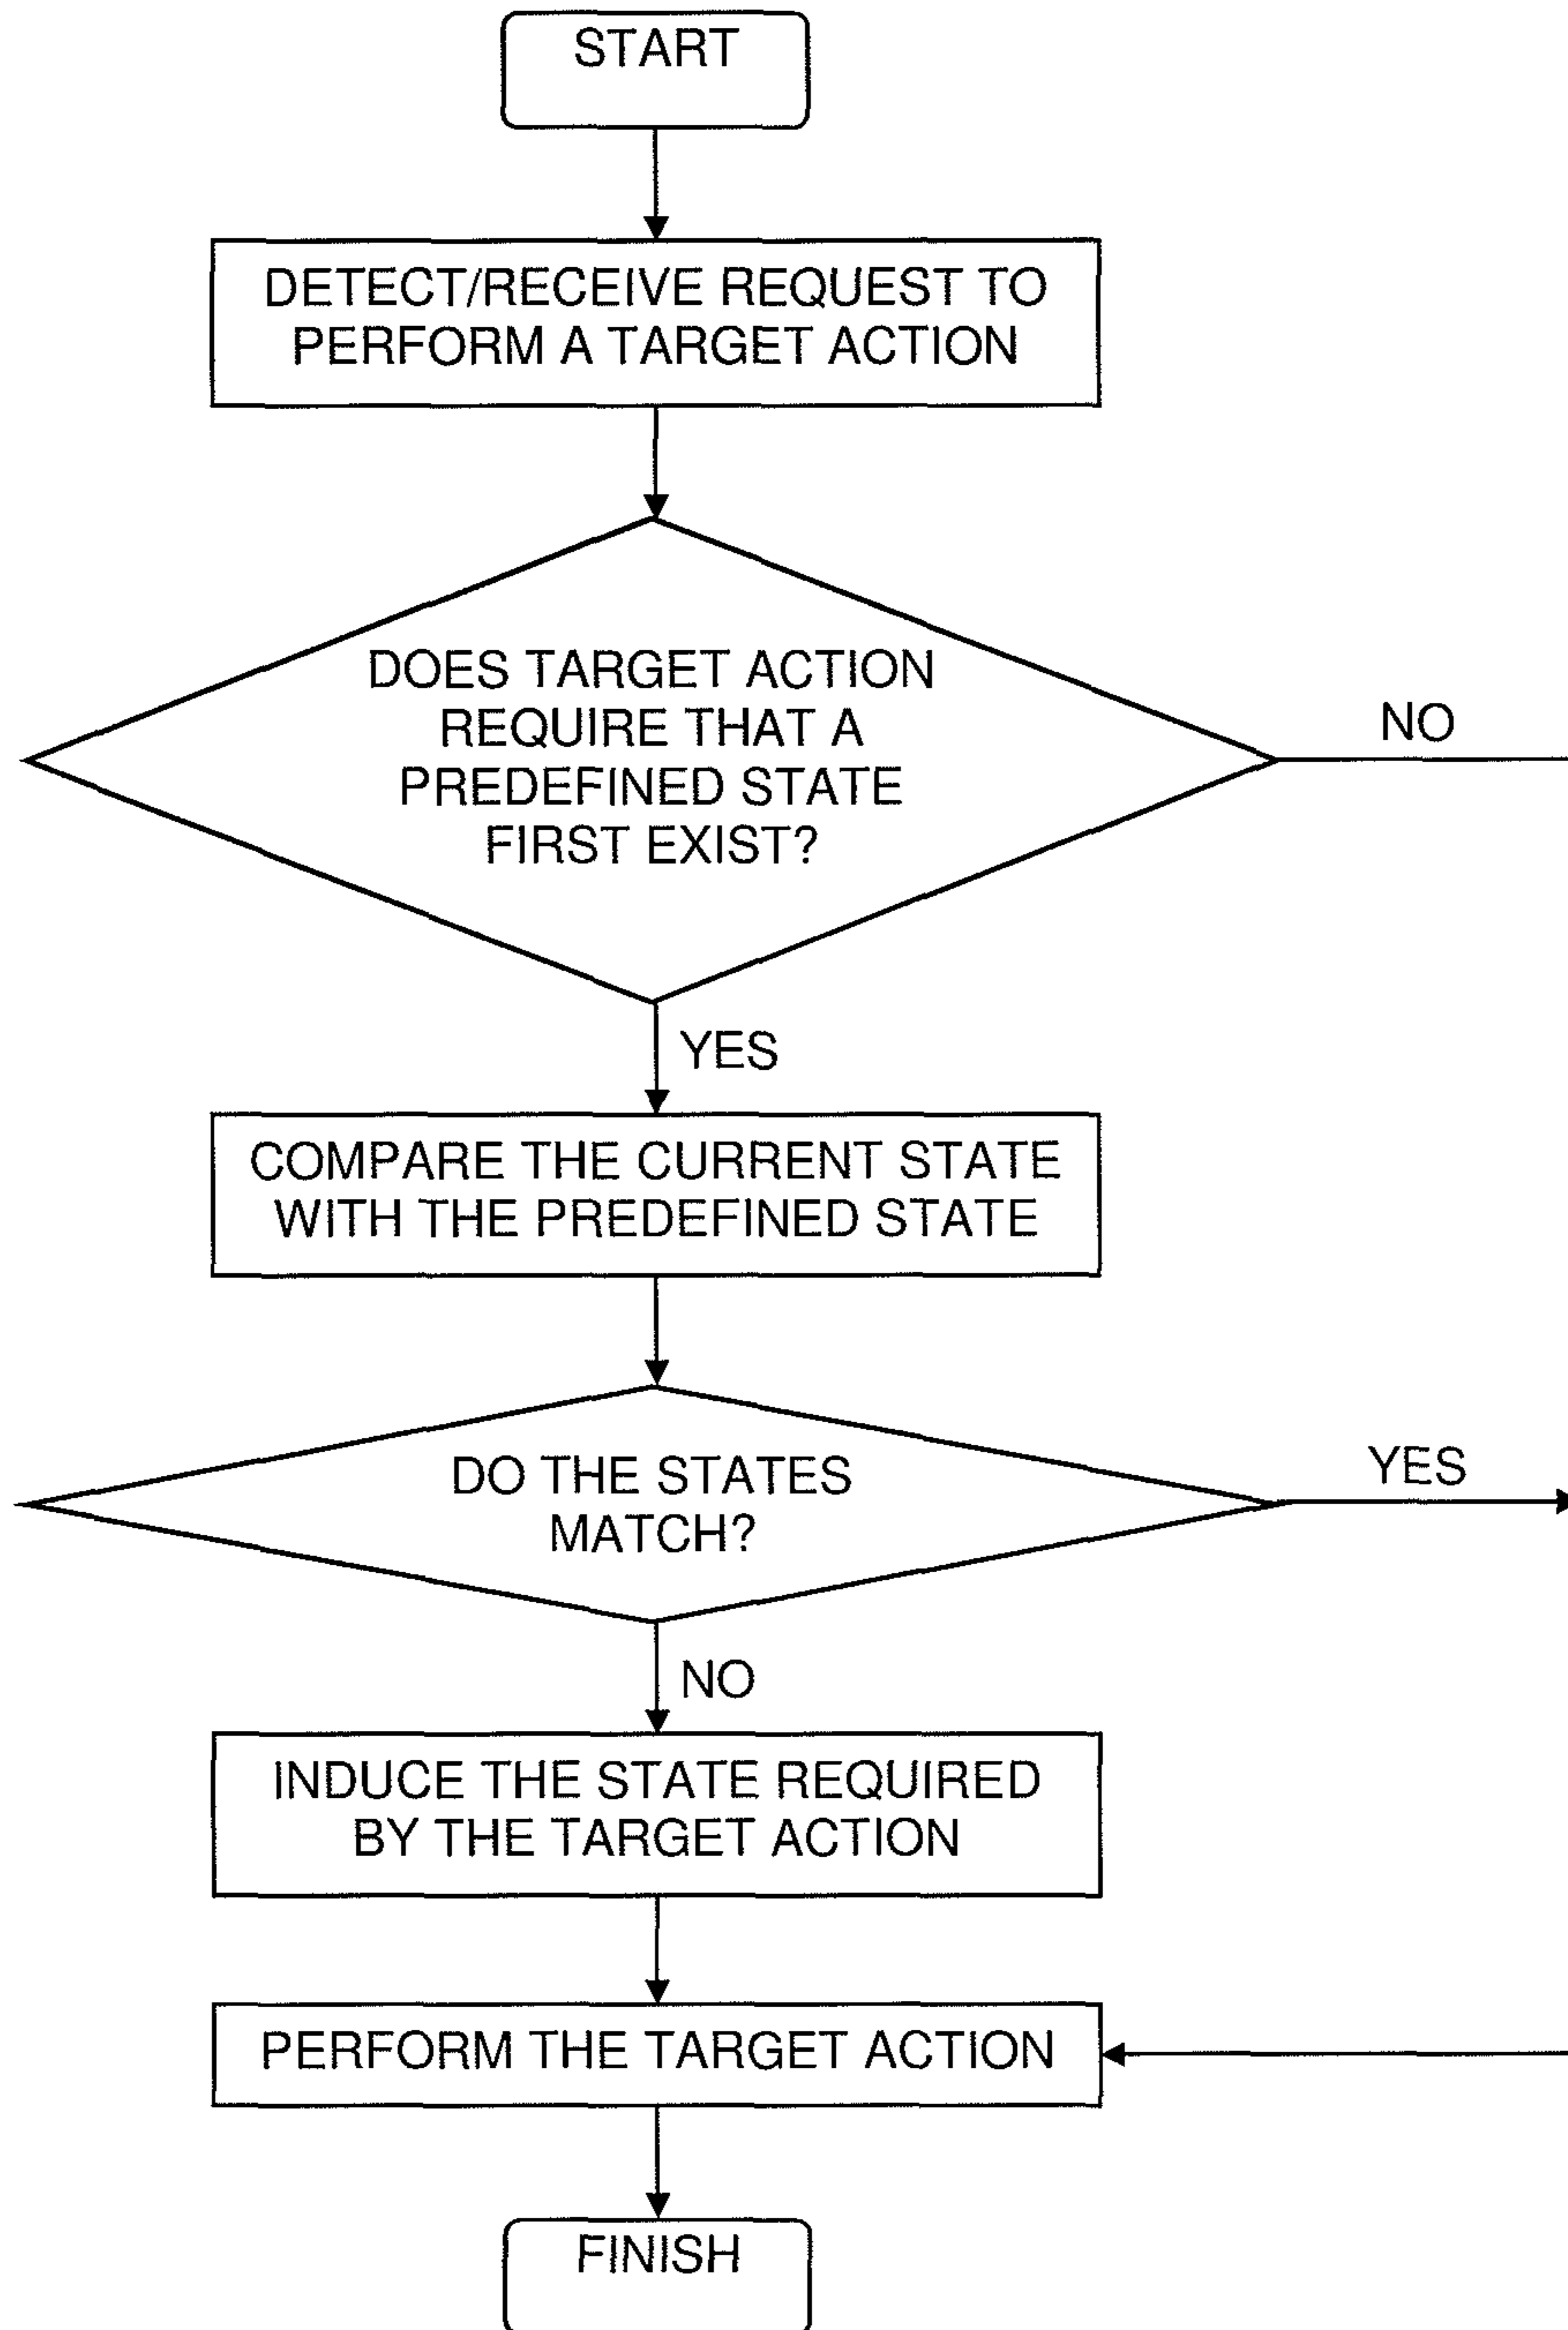 START
DETECT/RECEIVE REQUEST TO
PERFORM A TARGET ACTION
DOES TARGET ACTION
REQUIRE THAT A
PREDEFINED STATE
FIRST EXIST?
NO
YES
COMPARE THE CURRENT STATE
WITH THE PREDEFINED STATE
DO THE STATES
MATCH?
YES
NO
INDUCE THE STATE REQUIRED
BY THE TARGET ACTION
PERFORM THE TARGET ACTION
FINISH